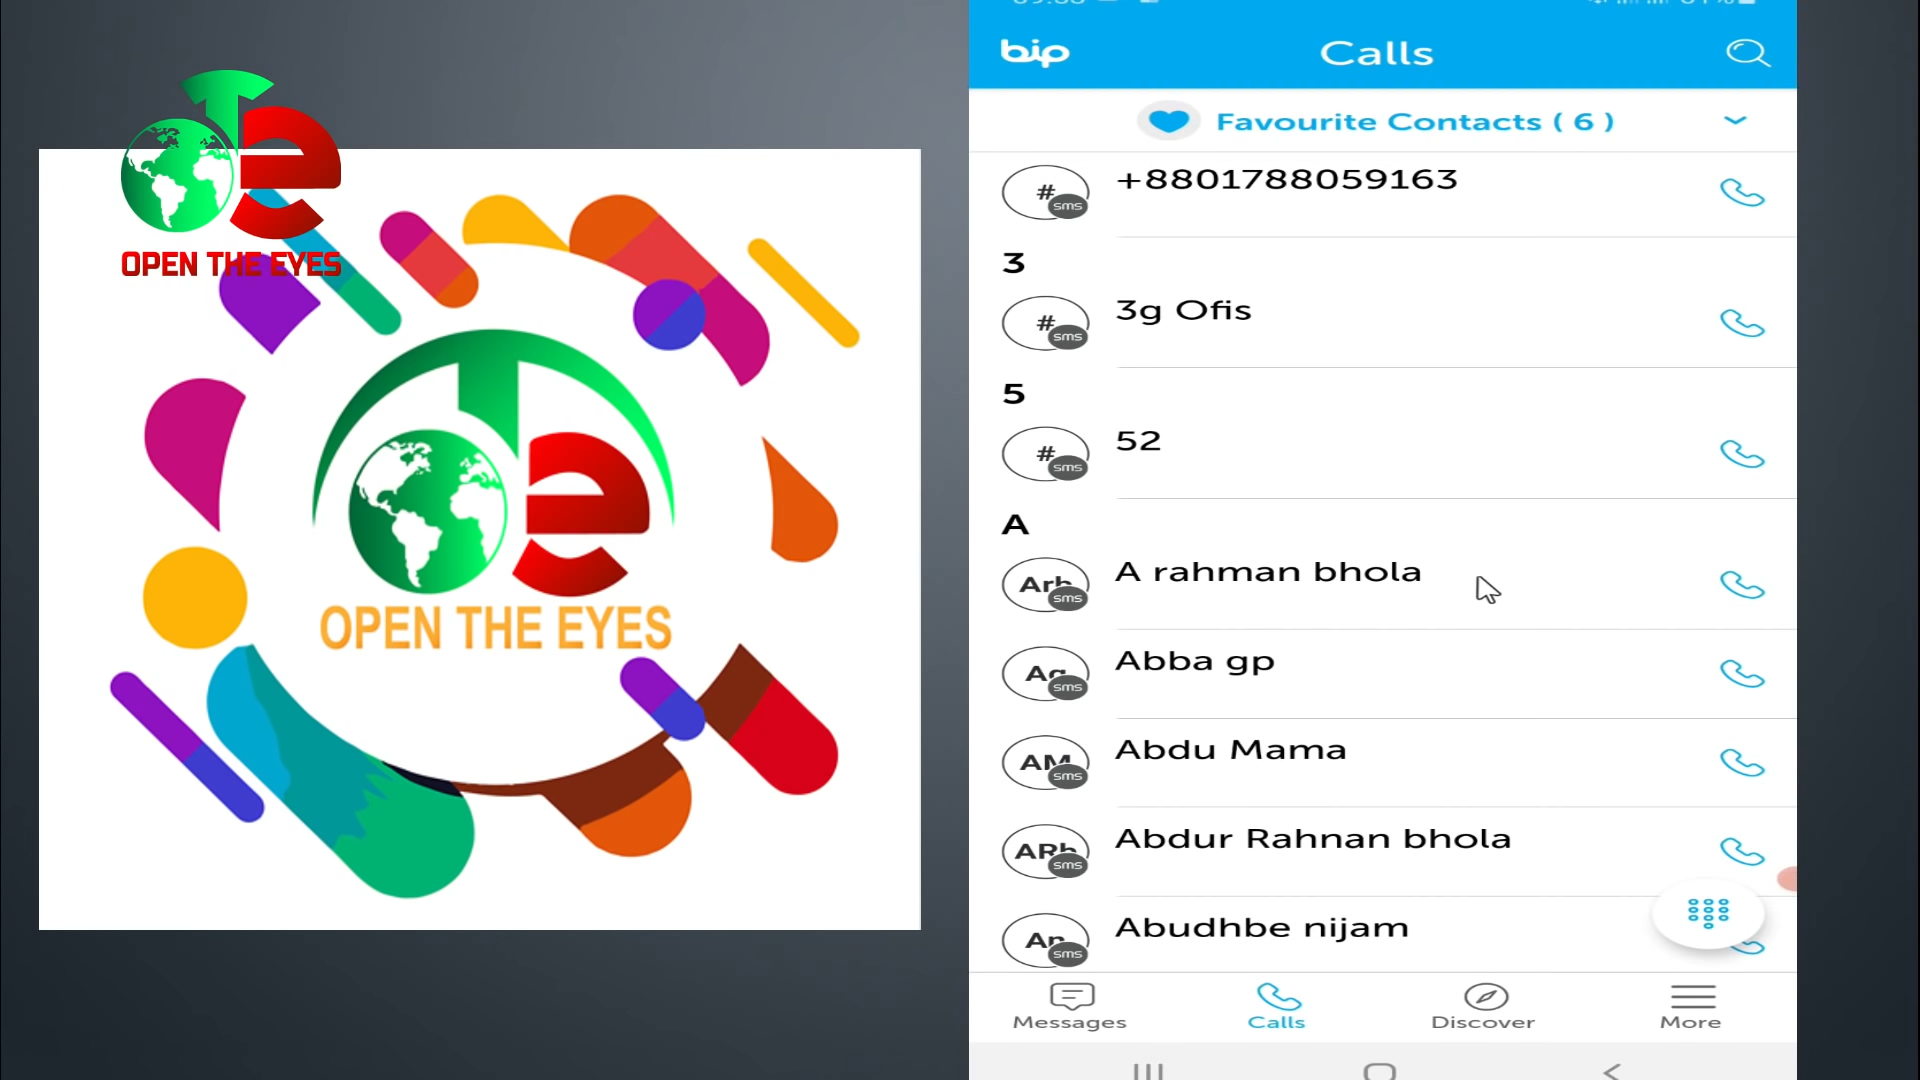 OPEN THE EYES
OPEN THE EYES
bip
Calls
Favourite Contacts ( 6 )
#
sms
+8801788059163
3
#
sms
3g Ofis
5
#
sms
52
A
sms
A rahman bhola
sms
Abba gp
AM
sms
Abdu Mama
ARh
sms
Abdur Rahnan bhola
sms
Abudhbe nijam
Messages
Calls
Discover
More